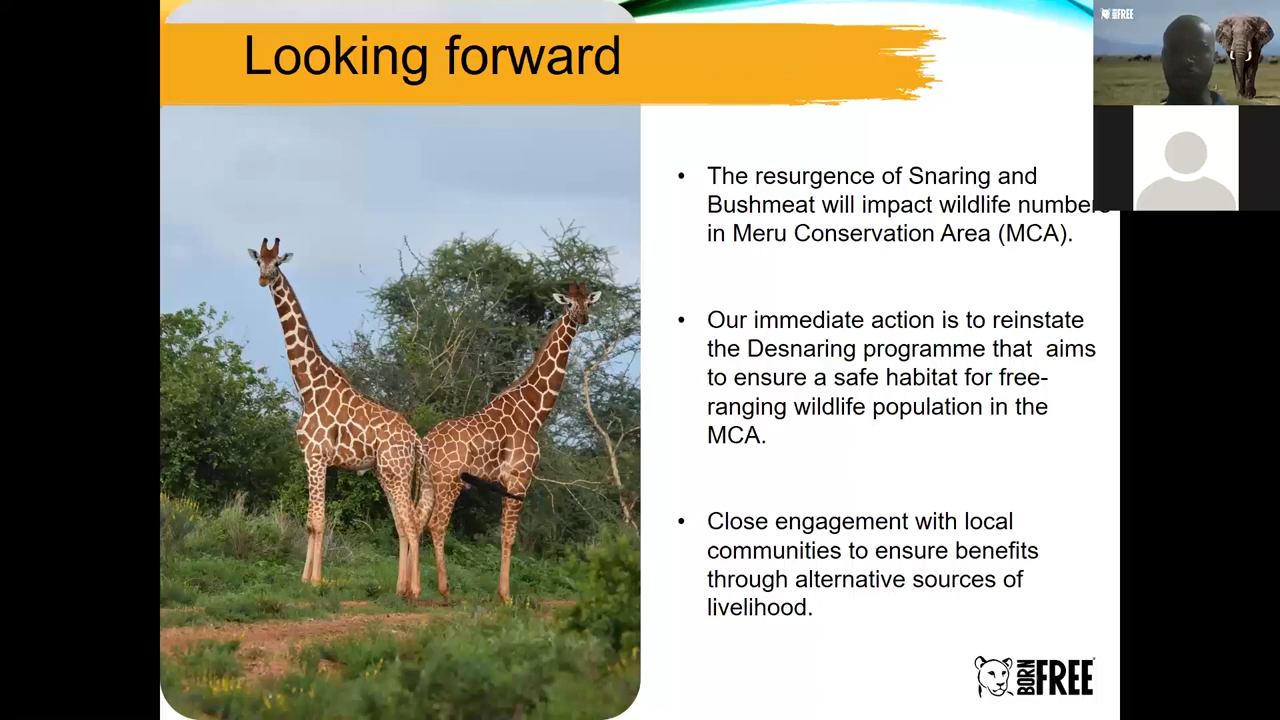 Looking forward
BORN FREE
• The resurgence of Snaring and
Bushmeat will impact wildlife numbers
in Meru Conservation Area (MCA).
• Our immediate action is to reinstate
the Desnaring programme that  aims
to ensure a safe habitat for free-
ranging wildlife population in the
MCA.
• Close engagement with local
communities to ensure benefits
through alternative sources of
livelihood.
BORN FREE